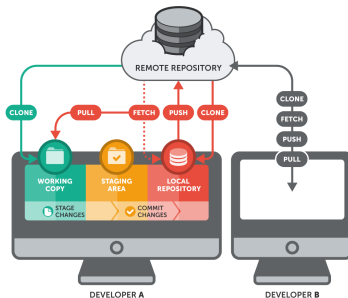 REMOTE REPOSITORY
CLONE
PULL
FETCH
PUSH
CLONE
CLONE
FETCH
PUSH
PULL
WORKING
COPY
STAGING
AREA
LOCAL
REPOSITORY
STAGE
CHANGES
COMMIT
CHANGES
DEVELOPER A
DEVELOPER B